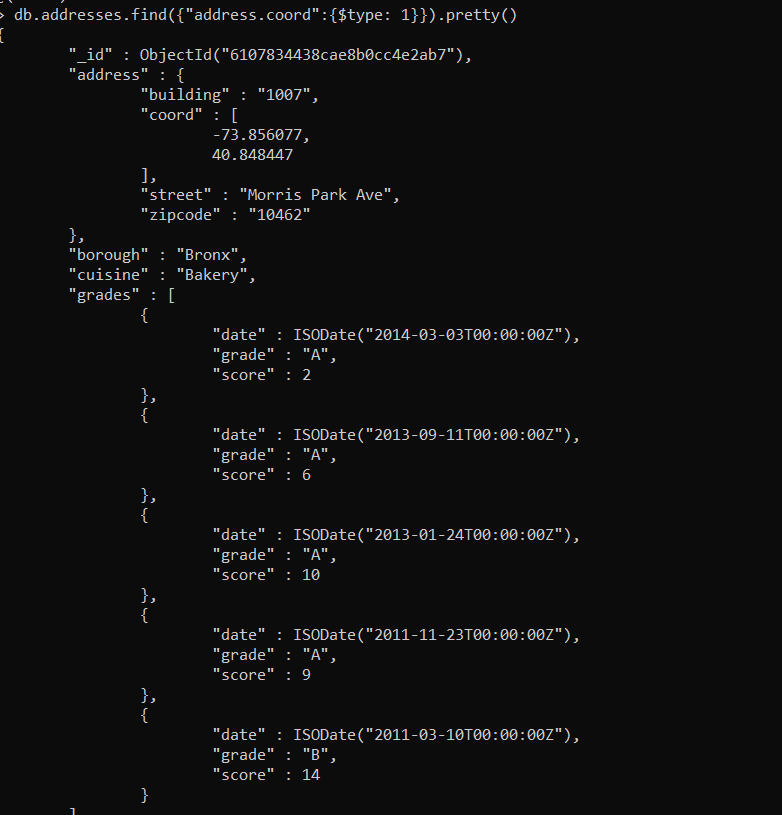 > db.addresses.find({"address.coord":{$type: 1}}).pretty()
{
        "_id" : ObjectId("6107834438cae8b0cc4e2ab7"),
        "address" : {
                "building" : "1007",
                "coord" : [
                        -73.856077,
                        40.848447
                ],
                "street" : "Morris Park Ave",
                "zipcode" : "10462"
        },
        "borough" : "Bronx",
        "cuisine" : "Bakery",
        "grades" : [
                {
                        "date" : ISODate("2014-03-03T00:00:00Z"),
                        "grade" : "A",
                        "score" : 2
                },
                {
                        "date" : ISODate("2013-09-11T00:00:00Z"),
                        "grade" : "A",
                        "score" : 6
                },
                {
                        "date" : ISODate("2013-01-24T00:00:00Z"),
                        "grade" : "A",
                        "score" : 10
                },
                {
                        "date" : ISODate("2011-11-23T00:00:00Z"),
                        "grade" : "A",
                        "score" : 9
                },
                {
                        "date" : ISODate("2011-03-10T00:00:00Z"),
                        "grade" : "B",
                        "score" : 14
                }
        ]